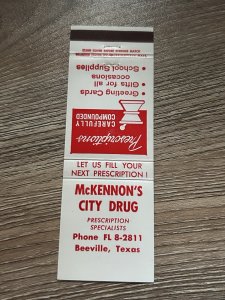 LET US FILL YOUR
NEXT PRESCRIPTION!
McKENNON'S
CITY DRUG
PRESCRIPTION
SPECIALISTS
Phone FL 8-2811
Beeville, Texas
Prescriptions
CAREFULLY
COMPOUNDED
• Greeting Cards
• Gifts for all
occasions
• School Supplies